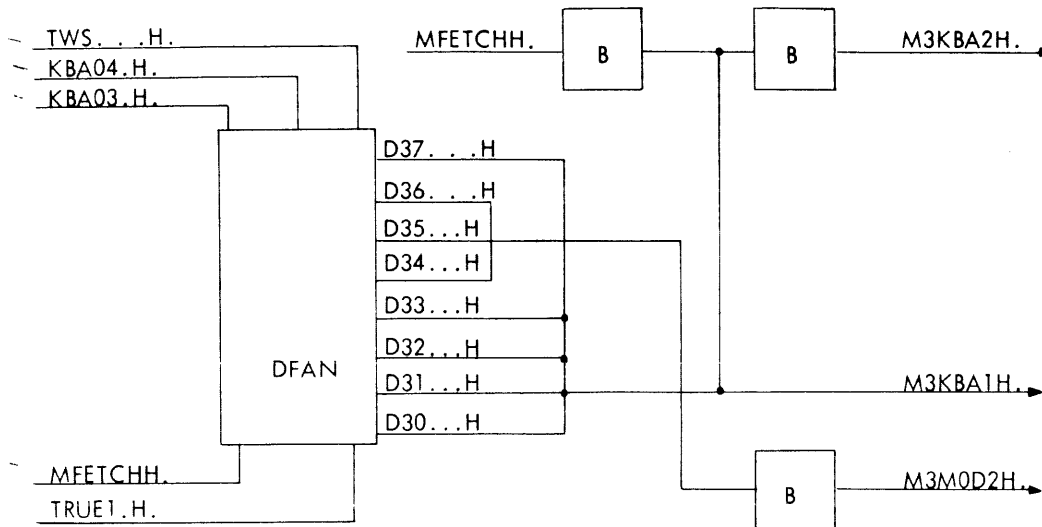 TWS. . .H.
KBA04.H.
KBA03.H.
MFETCHH.
B
B
M3KBA2H.
D37. . . .H
D36. . . .H
D35. . .H
D34. . .H
D33. . .H
D32. . .H
D31. . .H
D30. . .H
DFAN
M3KBA1H.
MFETCHH.
TRUE1.H.
B
M3M0D2H.